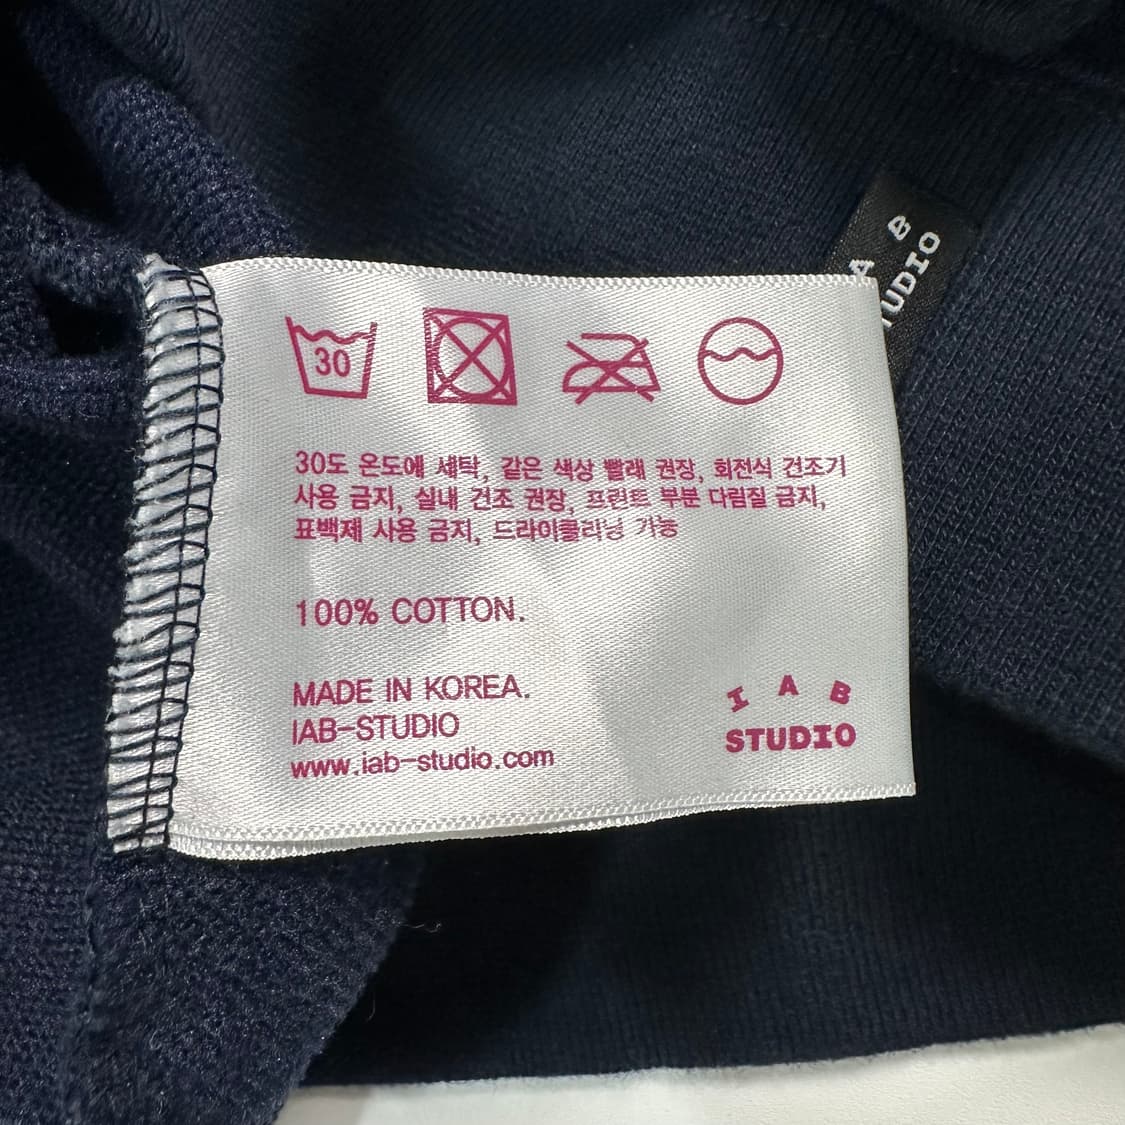 A B
STUDIO
30
30도 온도에 세탁, 같은 색상 빨래 권장, 회전식 건조기
사용 금지, 실내 건조 권장, 프린트 부분 다림질 금지,
표백제 사용 금지, 드라이클리닝 가능
100% COTTON.
MADE IN KOREA.
IAB-STUDIO
www.iab-studio.com
I A B
STUDIO